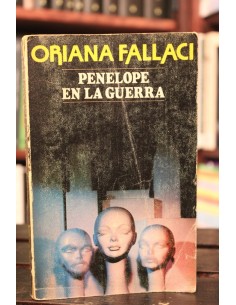 ORIANA FALLACI
PENELOPE
EN LA GUERRA